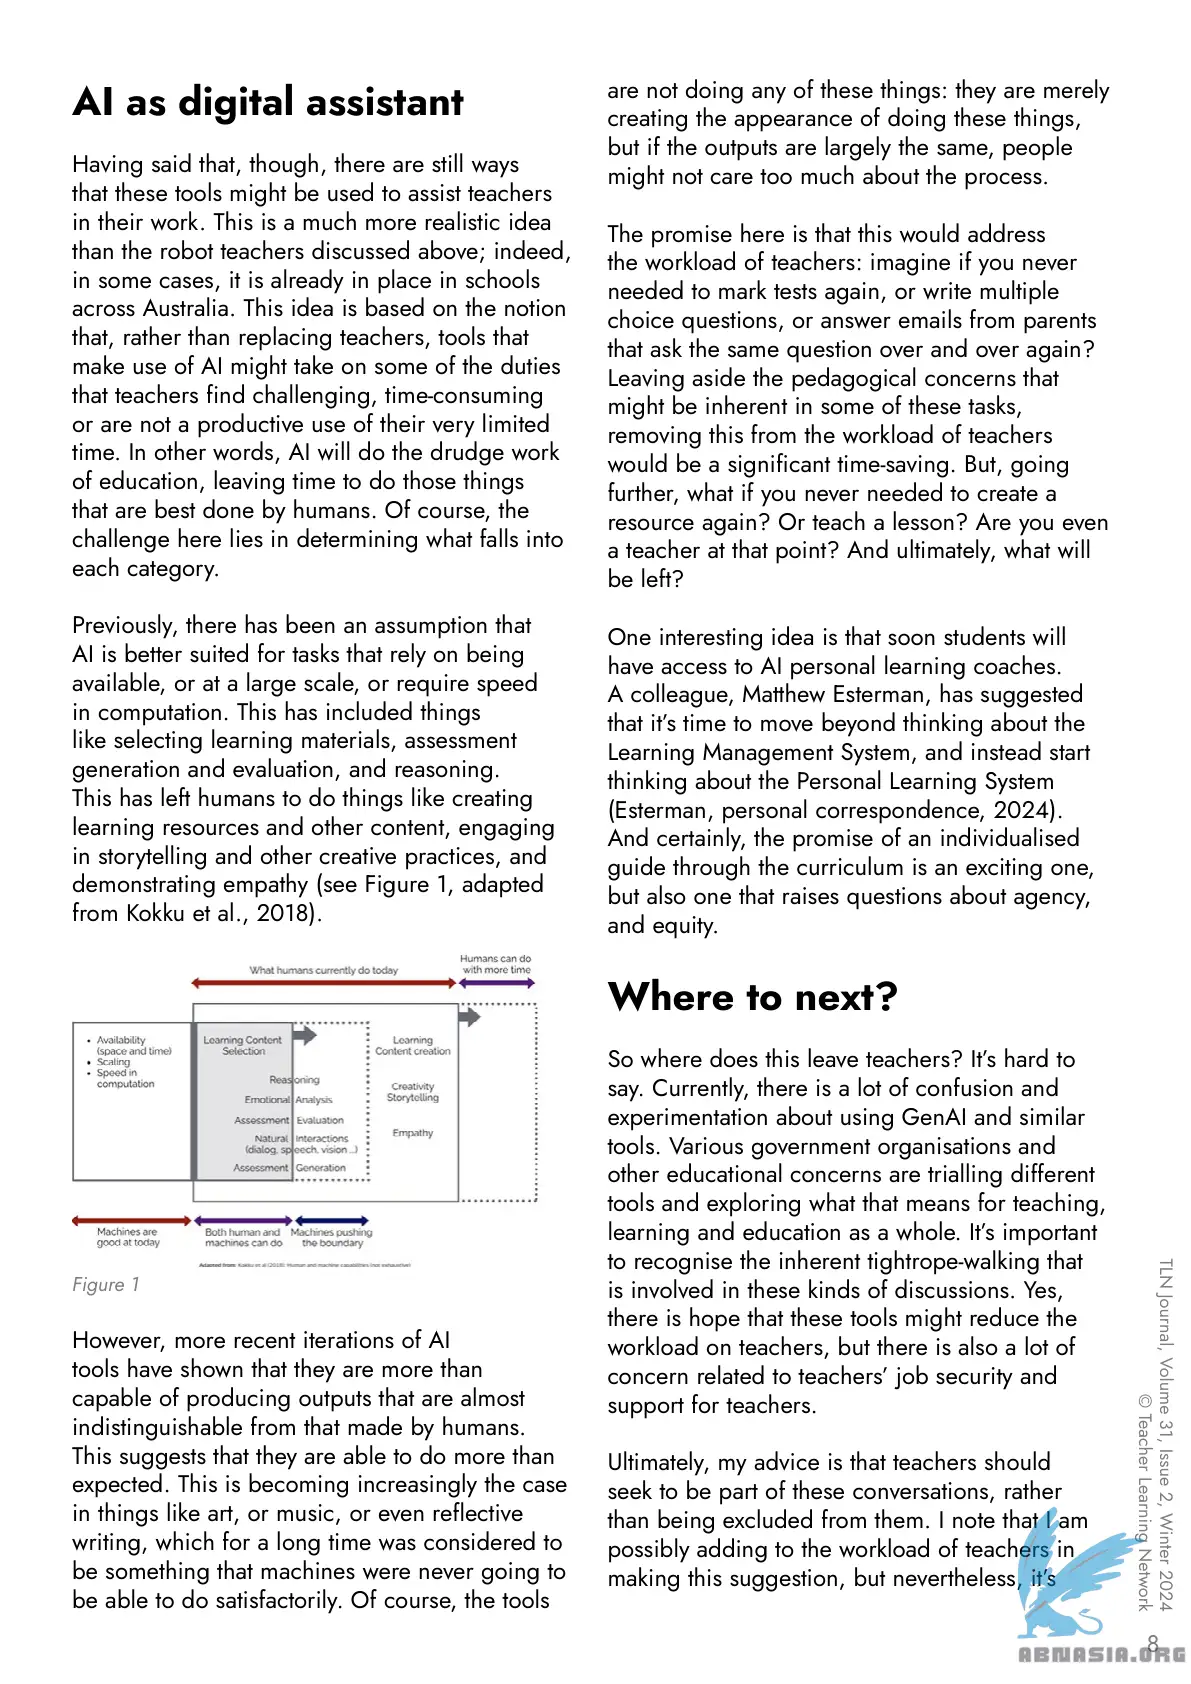 AI as digital assistant
Having said that, though, there are still ways
that these tools might be used to assist teachers
in their work. This is a much more realistic idea
than the robot teachers discussed above; indeed,
in some cases, it is already in place in schools
across Australia. This idea is based on the notion
that, rather than replacing teachers, tools that
make use of AI might take on some of the duties
that teachers find challenging, time-consuming
or are not a productive use of their very limited
time. In other words, AI will do the drudge work
of education, leaving time to do those things
that are best done by humans. Of course, the
challenge here lies in determining what falls into
each category.
Previously, there has been an assumption that
AI is better suited for tasks that rely on being
available, or at a large scale, or require speed
in computation. This has included things
like selecting learning materials, assessment
generation and evaluation, and reasoning.
This has left humans to do things like creating
learning resources and other content, engaging
in storytelling and other creative practices, and
demonstrating empathy (see Figure 1, adapted
from Kokku et al., 2018).
What humans currently do today
Humans can do
with more time
• Availability
(space and time)
• Scaling
• Speed in
computation
Learning Content
Selection
Reasoning
Emotional Analysis
Assessment Evaluation
Natural Interactions
(dialog, speech, vision ...)
Assessment Generation
Learning
Content creation
Creativity
Storytelling
Empathy
Machines are
good at today
Both human and
machines can do
Machines pushing
the boundary
Adapted from: Kokku et al (2018): Human and machine capabilities (not exhaustive)
Figure 1
However, more recent iterations of AI
tools have shown that they are more than
capable of producing outputs that are almost
indistinguishable from that made by humans.
This suggests that they are able to do more than
expected. This is becoming increasingly the case
in things like art, or music, or even reflective
writing, which for a long time was considered to
be something that machines were never going to
be able to do satisfactorily. Of course, the tools
are not doing any of these things: they are merely
creating the appearance of doing these things,
but if the outputs are largely the same, people
might not care too much about the process.
The promise here is that this would address
the workload of teachers: imagine if you never
needed to mark tests again, or write multiple
choice questions, or answer emails from parents
that ask the same question over and over again?
Leaving aside the pedagogical concerns that
might be inherent in some of these tasks,
removing this from the workload of teachers
would be a significant time-saving. But, going
further, what if you never needed to create a
resource again? Or teach a lesson? Are you even
a teacher at that point? And ultimately, what will
be left?
One interesting idea is that soon students will
have access to AI personal learning coaches.
A colleague, Matthew Esterman, has suggested
that it’s time to move beyond thinking about the
Learning Management System, and instead start
thinking about the Personal Learning System
(Esterman, personal correspondence, 2024).
And certainly, the promise of an individualised
guide through the curriculum is an exciting one,
but also one that raises questions about agency,
and equity.
Where to next?
So where does this leave teachers? It’s hard to
say. Currently, there is a lot of confusion and
experimentation about using GenAI and similar
tools. Various government organisations and
other educational concerns are trialling different
tools and exploring what that means for teaching,
learning and education as a whole. It’s important
to recognise the inherent tightrope-walking that
is involved in these kinds of discussions. Yes,
there is hope that these tools might reduce the
workload on teachers, but there is also a lot of
concern related to teachers’ job security and
support for teachers.
Ultimately, my advice is that teachers should
seek to be part of these conversations, rather
than being excluded from them. I note that I am
possibly adding to the workload of teachers in
making this suggestion, but nevertheless, it’s
TLN Journal, Volume 31, Issue 2, Winter 2024
© Teacher Learning Network
8
ABNASIA.ORG